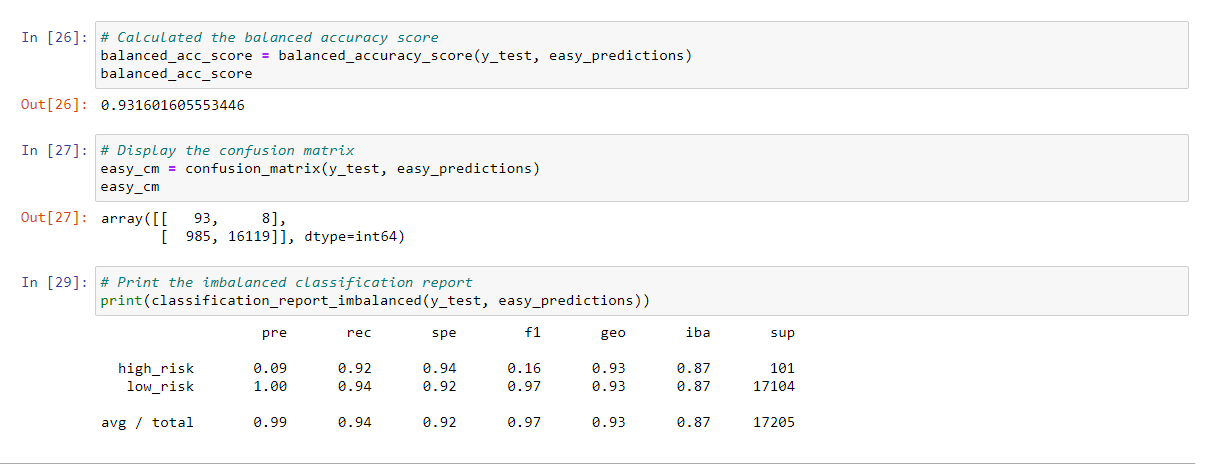 In [26]: # Calculated the balanced accuracy score
balanced_acc_score = balanced_accuracy_score(y_test, easy_predictions)
balanced_acc_score
Out[26]: 0.931601605553446
In [27]: # Display the confusion matrix
easy_cm = confusion_matrix(y_test, easy_predictions)
easy_cm
Out[27]: array([[   93,     8],
       [  985, 16119]], dtype=int64)
In [29]: # Print the imbalanced classification report
print(classification_report_imbalanced(y_test, easy_predictions))
pre       rec       spe        f1       geo       iba       sup
high_risk       0.09      0.92      0.94      0.16      0.93      0.87       101
low_risk       1.00      0.94      0.92      0.97      0.93      0.87     17104
avg / total       0.99      0.94      0.92      0.97      0.93      0.87     17205